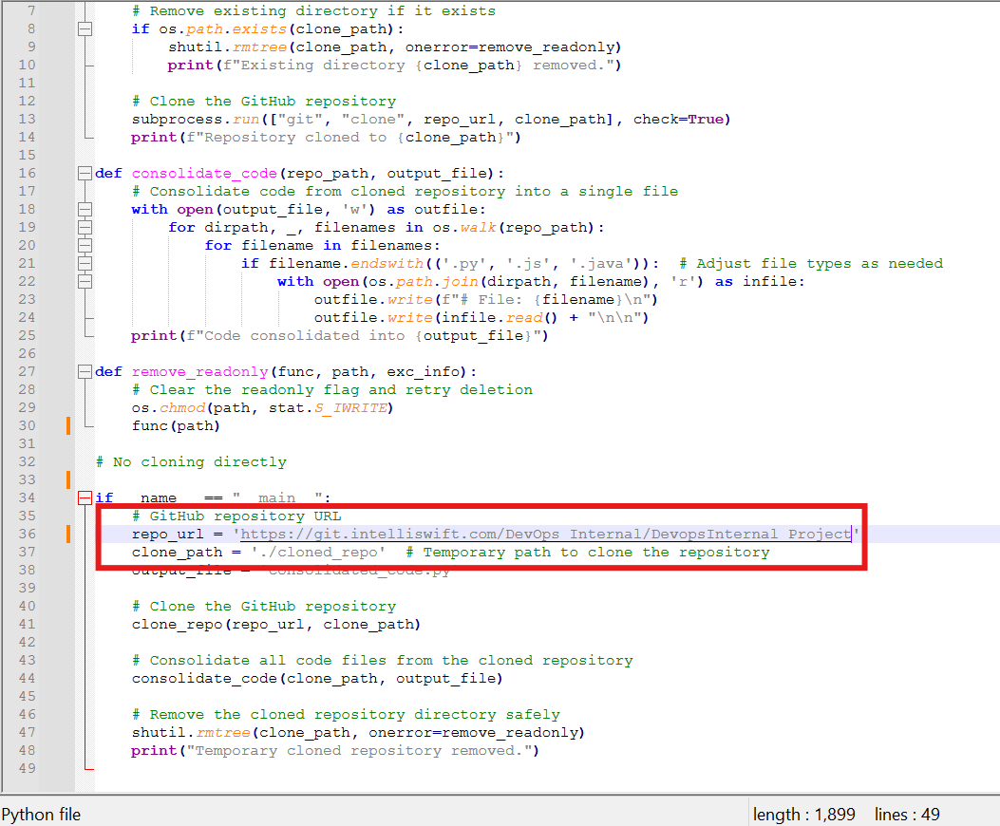 7 # Remove existing directory if it exists
8 if os.path.exists(clone_path):
9 shutil.rmtree(clone_path, onerror=remove_readonly)
10 print(f"Existing directory {clone_path} removed.")
11
12 # Clone the GitHub repository
13 subprocess.run(["git", "clone", repo_url, clone_path], check=True)
14 print(f"Repository cloned to {clone_path}")
15
16 def consolidate_code(repo_path, output_file):
17 # Consolidate code from cloned repository into a single file
18 with open(output_file, 'w') as outfile:
19 for dirpath, _, filenames in os.walk(repo_path):
20 for filename in filenames:
21 if filename.endswith(('.py', '.js', '.java')):  # Adjust file types as needed
22 with open(os.path.join(dirpath, filename), 'r') as infile:
23 outfile.write(f"# File: {filename}\n")
24 outfile.write(infile.read() + "\n\n")
25 print(f"Code consolidated into {output_file}")
26
27 def remove_readonly(func, path, exc_info):
28 # Clear the readonly flag and retry deletion
29 os.chmod(path, stat.S_IWRITE)
30 func(path)
31
32 # No cloning directly
33
34 if __name__ == "__main__":
35 # GitHub repository URL
36 repo_url = 'https://git.intelliswift.com/DevOps_Internal/DevopsInternal_Project'
37 clone_path = './cloned_repo'  # Temporary path to clone the repository
38 output_file = 'consolidated_code.py'
39
40 # Clone the GitHub repository
41 clone_repo(repo_url, clone_path)
42
43 # Consolidate all code files from the cloned repository
44 consolidate_code(clone_path, output_file)
45
46 # Remove the cloned repository directory safely
47 shutil.rmtree(clone_path, onerror=remove_readonly)
48 print("Temporary cloned repository removed.")
49
Python file length : 1,899 lines : 49